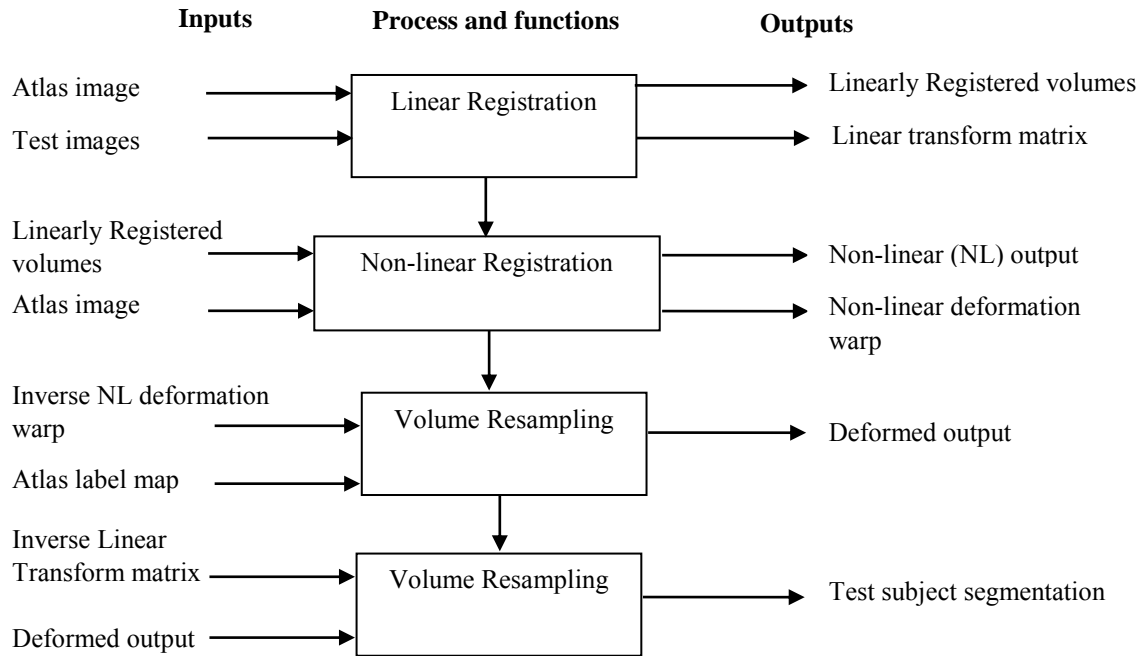 Inputs
Process and functions
Outputs
Atlas image
Test images
Linear Registration
Linearly Registered volumes
Linear transform matrix
Linearly Registered
volumes
Atlas image
Non-linear Registration
Non-linear (NL) output
Non-linear deformation
warp
Inverse NL deformation
warp
Atlas label map
Volume Resampling
Deformed output
Inverse Linear
Transform matrix
Deformed output
Volume Resampling
Test subject segmentation